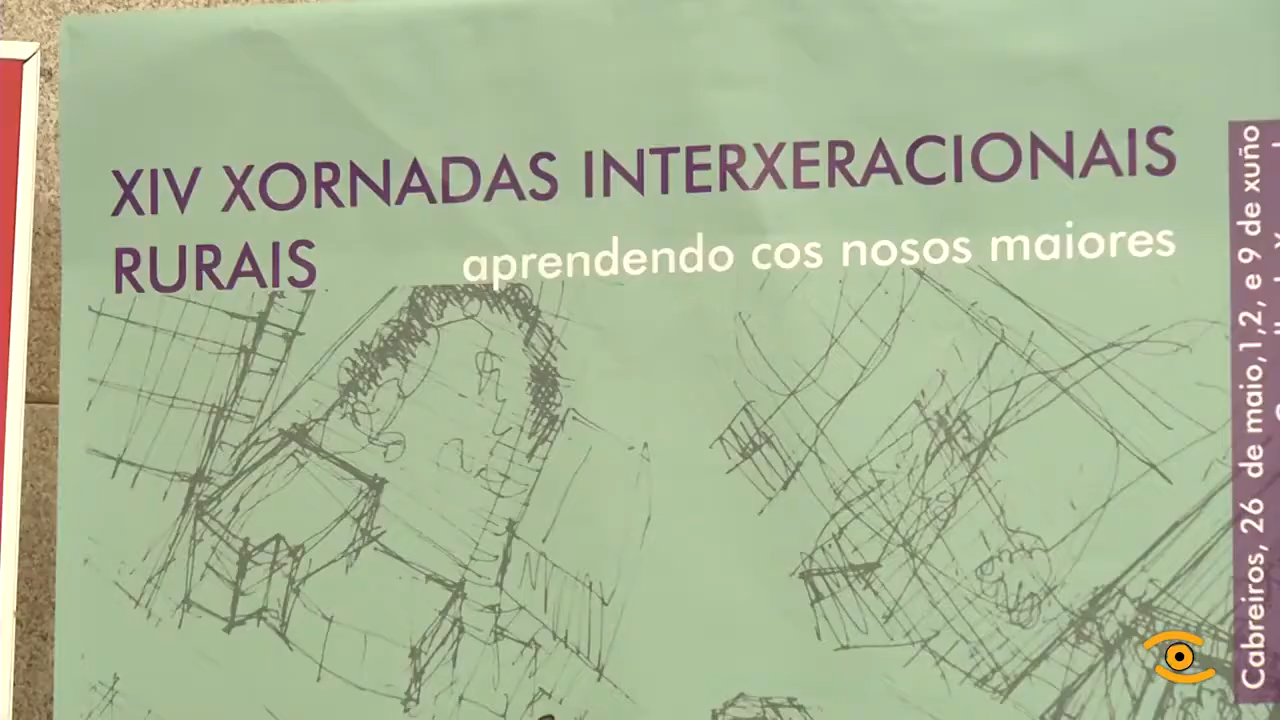 XIV XORNADAS INTERXERACIONAIS
RURAIS
aprendendo cos nosos maiores
Cabreiros, 26 de maio,1,2, e 9 de xuño